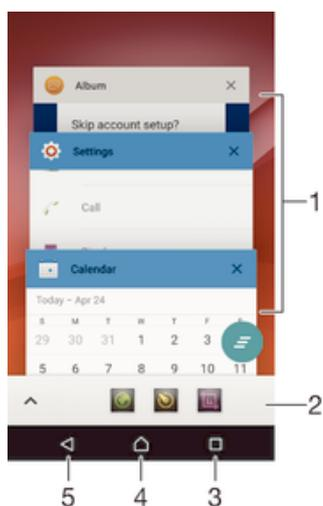 Album
Skip account setup?
Settings
Call
Calendar
Today – Apr 24
S M T W T F
29 30 31 1 2 3
5 6 7 8 9 10 11
1
2
5 4 3